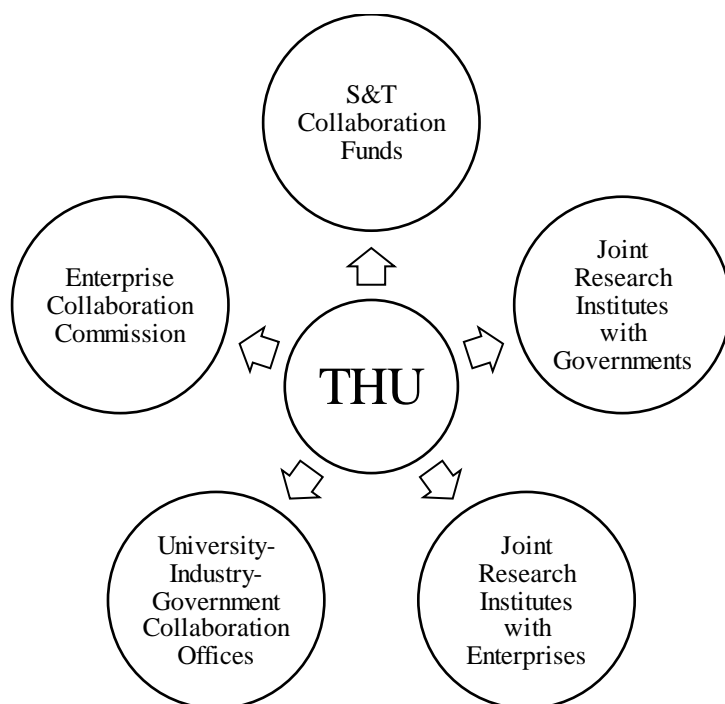 S&T
Collaboration
Funds
Enterprise
Collaboration
Commission
Joint
Research
Institutes
with
Governments
THU
University-
Industry-
Government
Collaboration
Offices
Joint
Research
Institutes
with
Enterprises